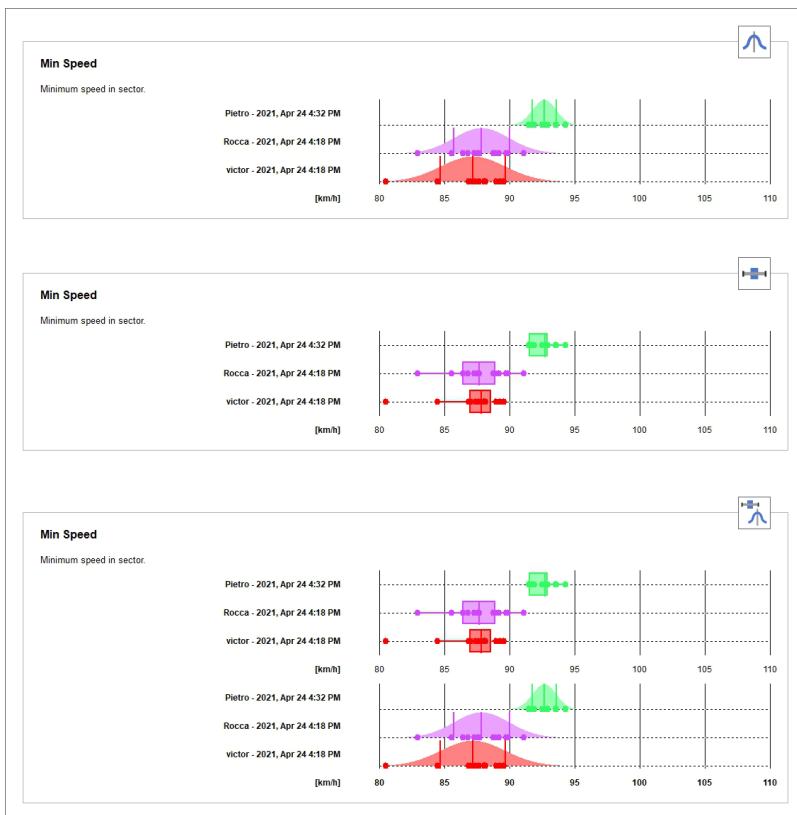 Min Speed
Minimum speed in sector.
Pietro - 2021, Apr 24 4:32 PM
Rocca - 2021, Apr 24 4:18 PM
victor - 2021, Apr 24 4:18 PM
[km/h] 80 85 90 95 100 105 110
Min Speed
Minimum speed in sector.
Pietro - 2021, Apr 24 4:32 PM
Rocca - 2021, Apr 24 4:18 PM
victor - 2021, Apr 24 4:18 PM
[km/h] 80 85 90 95 100 105 110
Min Speed
Minimum speed in sector.
Pietro - 2021, Apr 24 4:32 PM
Rocca - 2021, Apr 24 4:18 PM
victor - 2021, Apr 24 4:18 PM
[km/h] 80 85 90 95 100 105 110
Pietro - 2021, Apr 24 4:32 PM
Rocca - 2021, Apr 24 4:18 PM
victor - 2021, Apr 24 4:18 PM
[km/h] 80 85 90 95 100 105 110